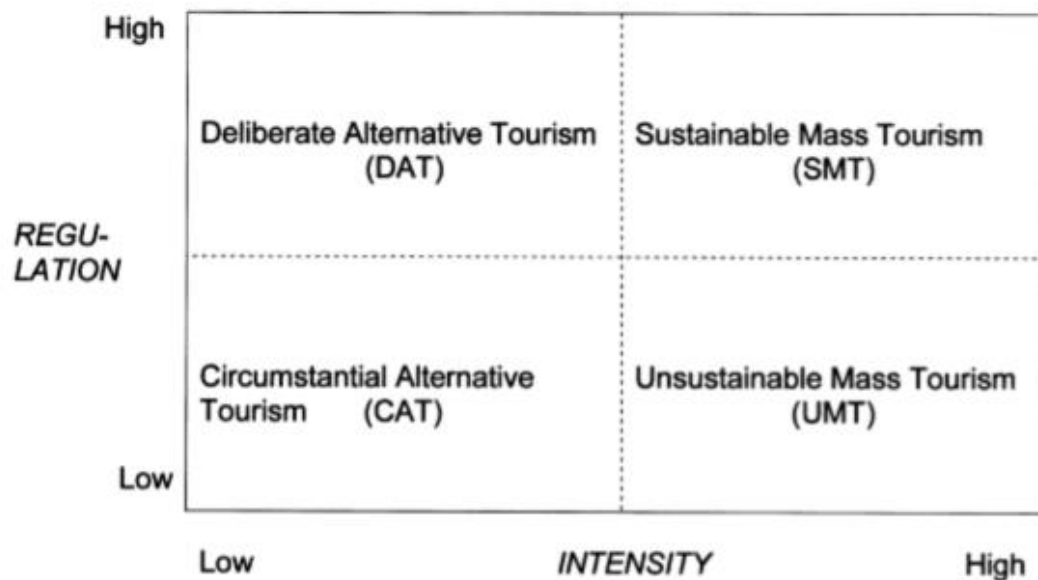 High
Deliberate Alternative Tourism
(DAT)
Sustainable Mass Tourism
(SMT)
REGU-
LATION
Circumstantial Alternative
Tourism (CAT)
Unsustainable Mass Tourism
(UMT)
Low
Low INTENSITY High